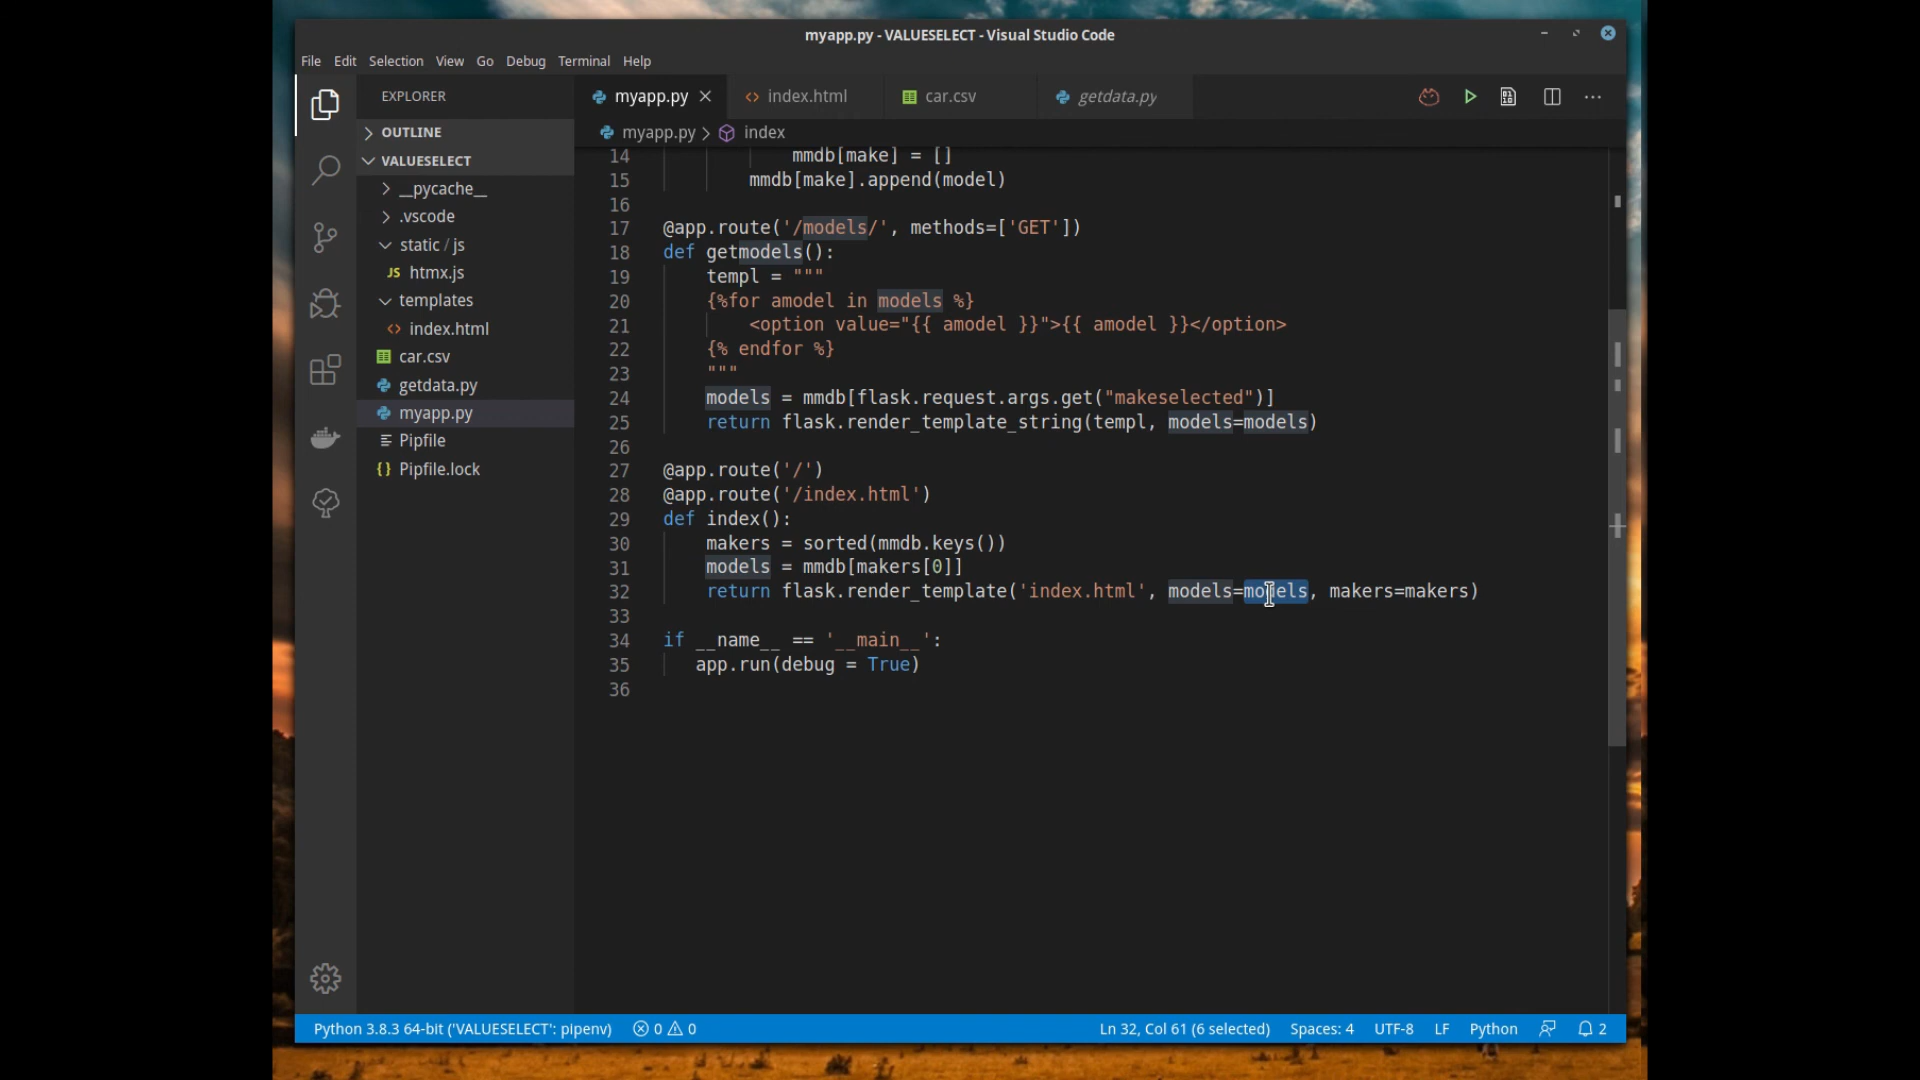 myapp.py - VALUESELECT - Visual Studio Code
File Edit Selection View Go Debug Terminal Help
EXPLORER
OUTLINE
VALUESELECT
__pycache__
.vscode
static / js
JS htmx.js
templates
<> index.html
car.csv
getdata.py
myapp.py
Pipfile
{} Pipfile.lock
myapp.py
<> index.html
car.csv
getdata.py
myapp.py > index
14 mmdb[make] = []
15 mmdb[make].append(model)
16
17 @app.route('/models/', methods=['GET'])
18 def getmodels():
19 templ = """
20 {%for amodel in models %}
21 <option value="{{ amodel }}">{{ amodel }}</option>
22 {% endfor %}
23 """
24 models = mmdb[flask.request.args.get("makeselected")]
25 return flask.render_template_string(templ, models=models)
26
27 @app.route('/')
28 @app.route('/index.html')
29 def index():
30 makers = sorted(mmdb.keys())
31 models = mmdb[makers[0]]
32 return flask.render_template('index.html', models=models, makers=makers)
33
34 if __name__ == '__main__':
35 app.run(debug = True)
36
Python 3.8.3 64-bit ('VALUESELECT': pipenv) 0 0 Ln 32, Col 61 (6 selected) Spaces: 4 UTF-8 LF Python 2